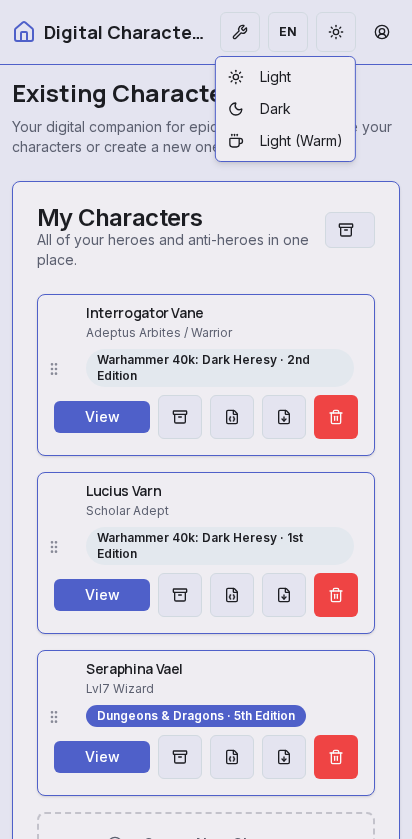 Digital Characte…
EN
Existing Characte
Light
Dark
Light (Warm)
Your digital companion for epic your
characters or create a new one
My Characters
All of your heroes and anti-heroes in one
place.
Interrogator Vane
Adeptus Arbites / Warrior
Warhammer 40k: Dark Heresy · 2nd
Edition
View
Lucius Varn
Scholar Adept
Warhammer 40k: Dark Heresy · 1st
Edition
View
Seraphina Vael
Lvl7 Wizard
Dungeons & Dragons · 5th Edition
View